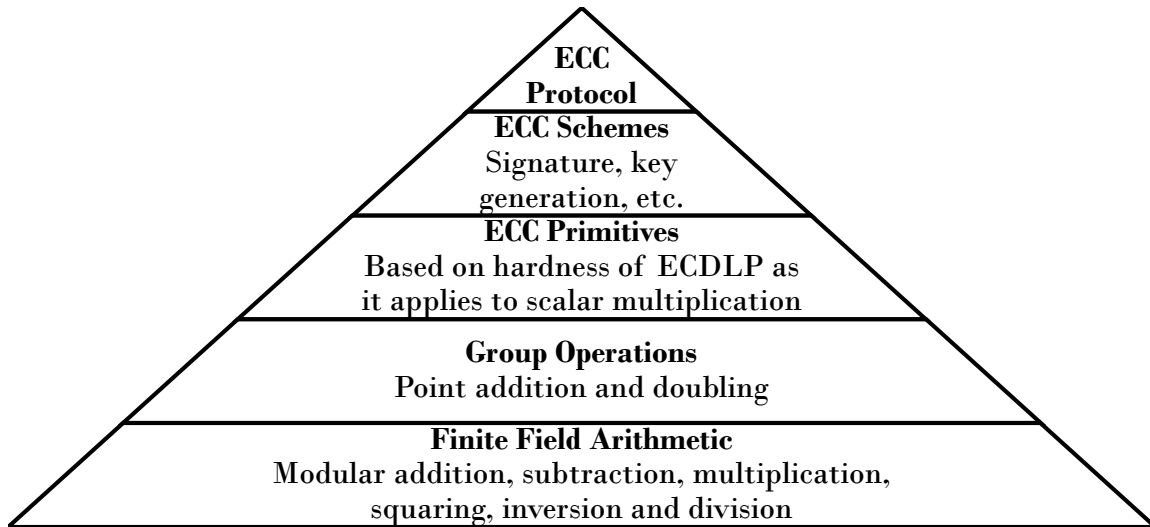 ECC
Protocol
ECC Schemes
Signature, key
generation, etc.
ECC Primitives
Based on hardness of ECDLP as
it applies to scalar multiplication
Group Operations
Point addition and doubling
Finite Field Arithmetic
Modular addition, subtraction, multiplication,
squaring, inversion and division